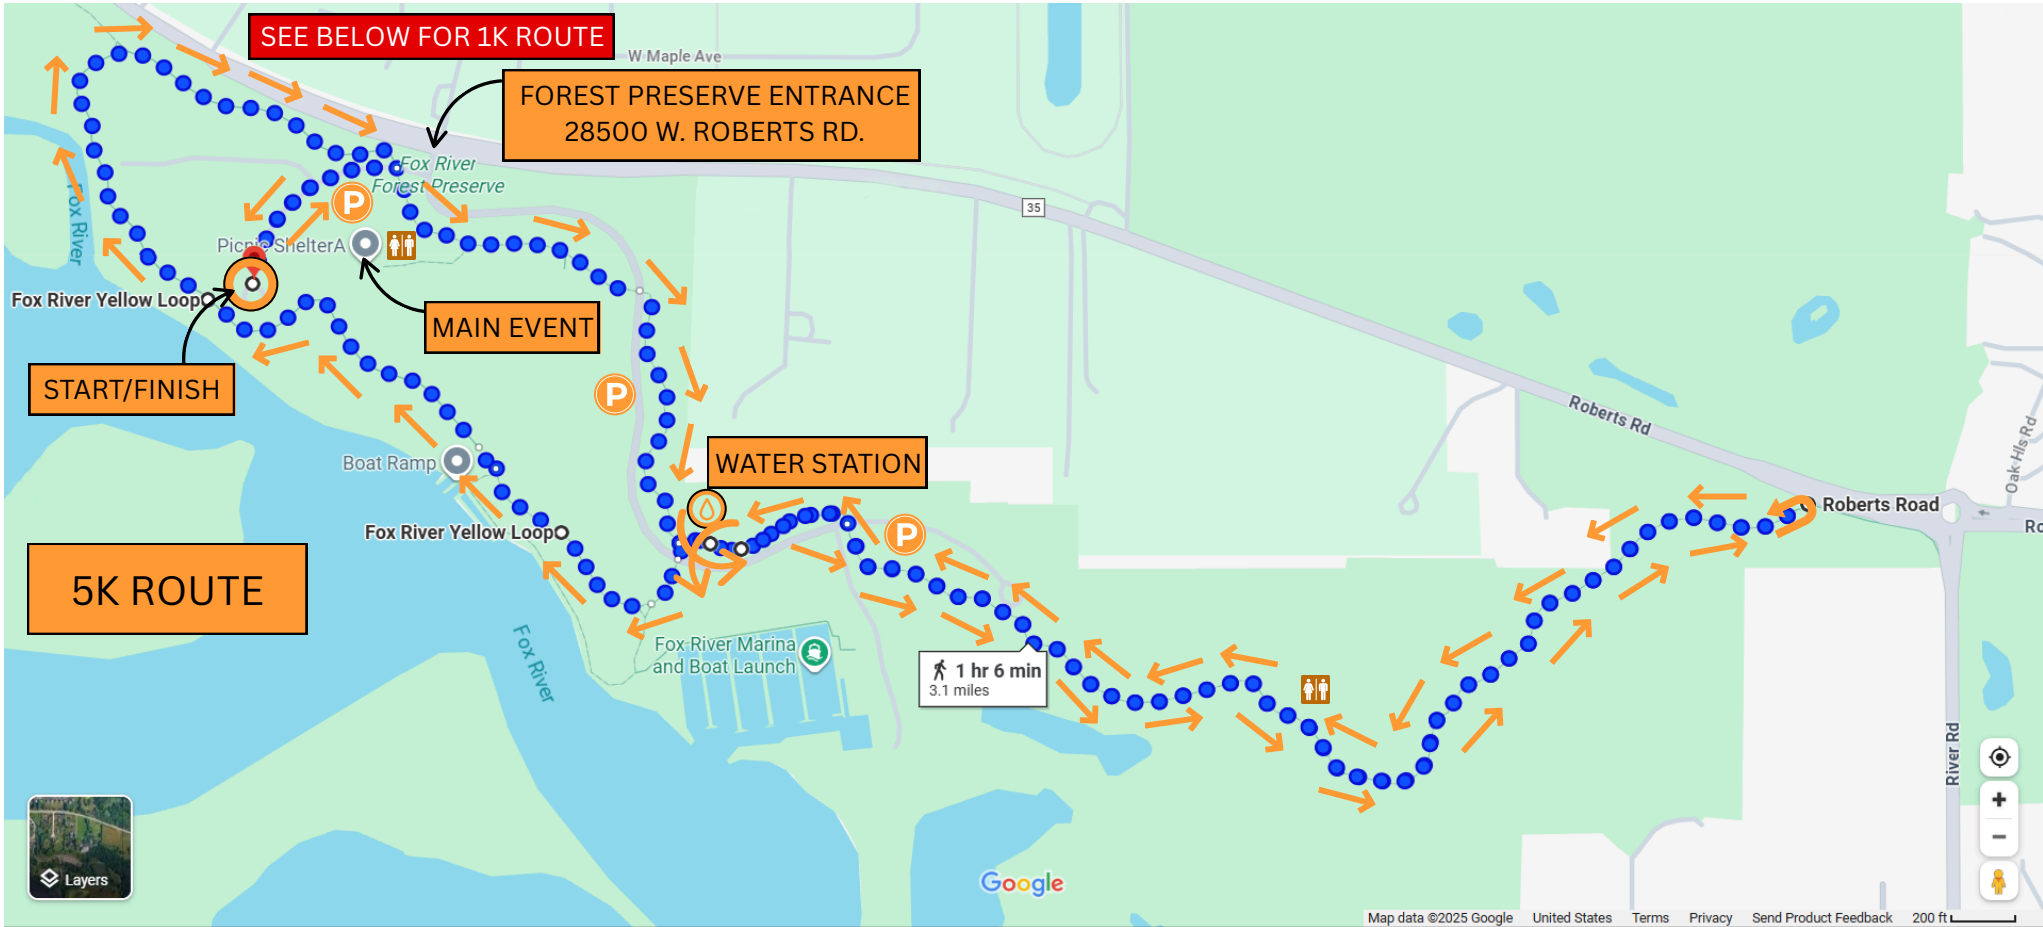 SEE BELOW FOR 1K ROUTE
W Maple Ave
FOREST PRESERVE ENTRANCE
28500 W. ROBERTS RD.
Fox River
Forest Preserve
P
35
Fox River
Picnic ShelterA
Fox River Yellow Loop
MAIN EVENT
START/FINISH
P
Roberts Rd
Oak Hls Rd
WATER STATION
Boat Ramp
Fox River Yellow Loop
P
Roberts Road
Ro
5K ROUTE
Fox River
Fox River Marina
and Boat Launch
1 hr 6 min
3.1 miles
River Rd
Layers
Google
Map data ©2025 Google United States Terms Privacy Send Product Feedback 200 ft